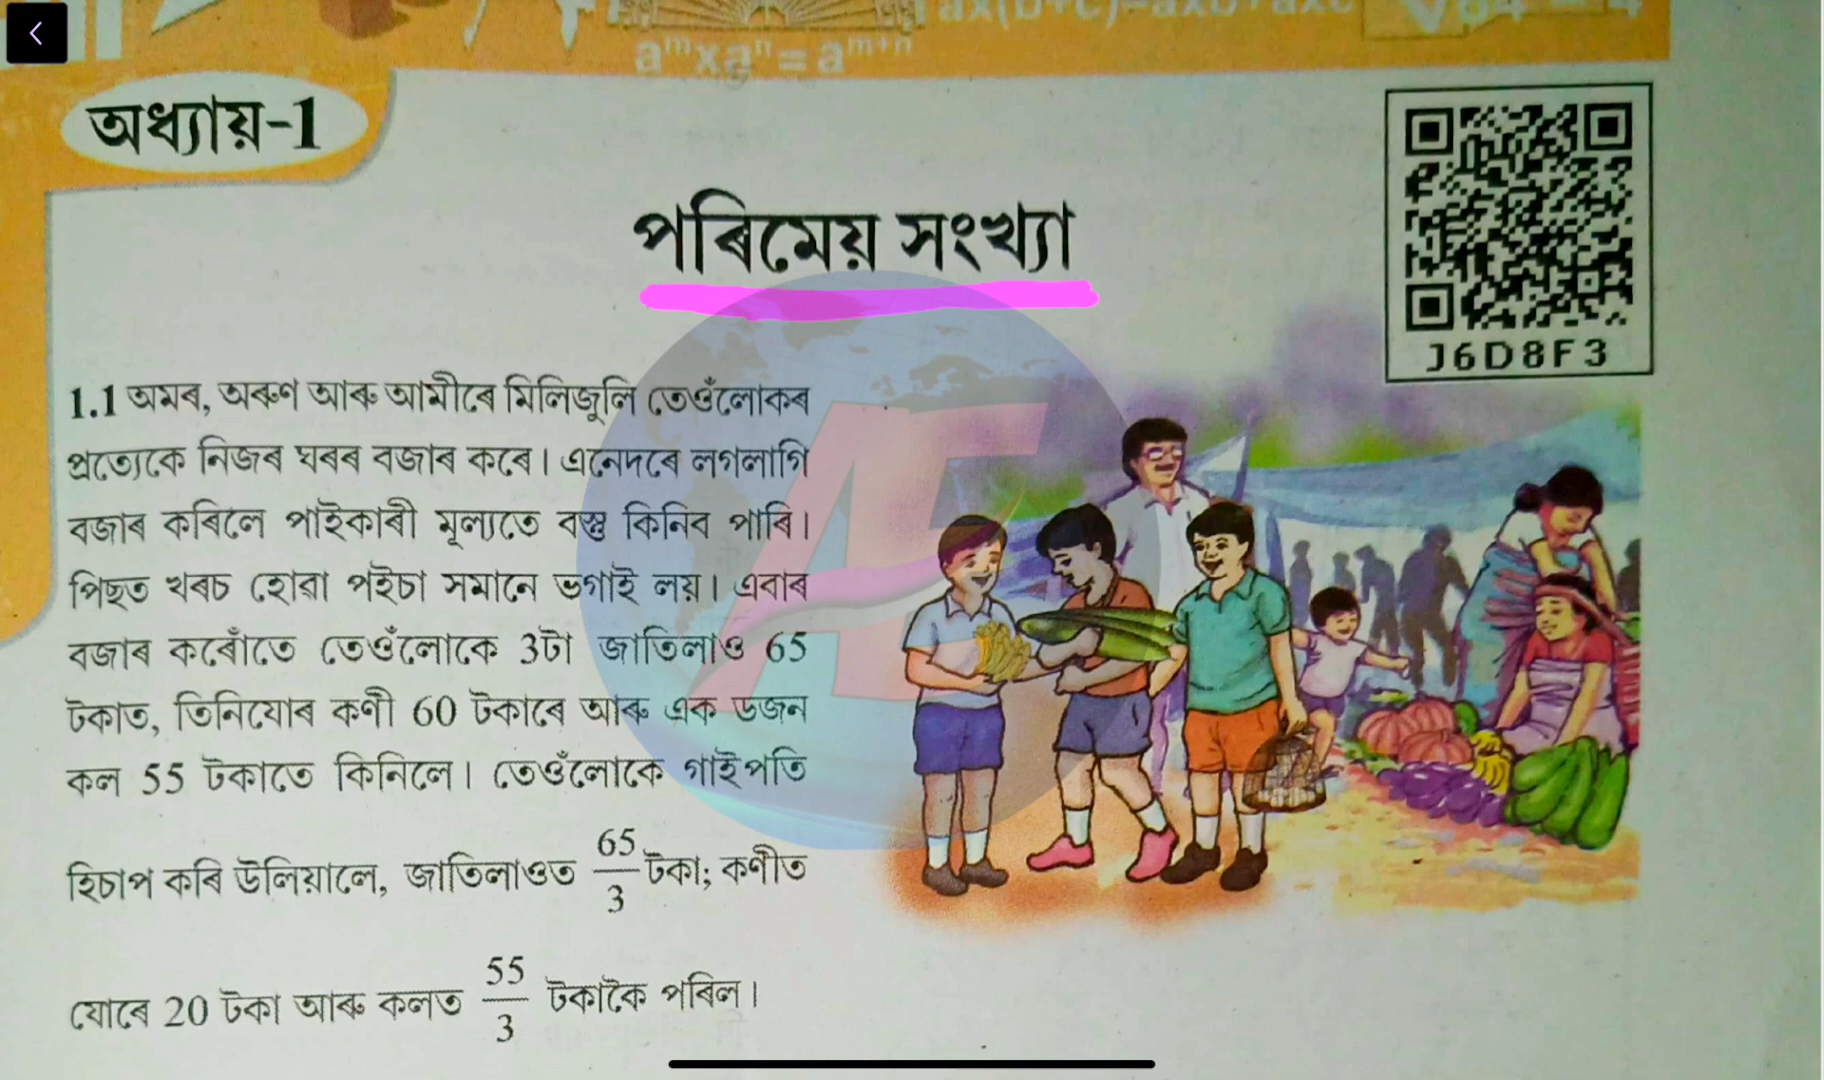 aᵐxaⁿ=aᵐ⁺ⁿ
অধ্যায়-1
পৰিমেয় সংখ্যা
J6D8F3
1.1 অমৰ, অৰুণ আৰু আমীৰে মিলিজুলি তেওঁলোকৰ
প্ৰত্যেকে নিজৰ ঘৰৰ বজাৰ কৰে। এনেদৰে লগলাগি
বজাৰ কৰিলে পাইকাৰী মূল্যতে বস্তু কিনিব পাৰি।
পিছত খৰচ হোৱা পইচা সমানে ভগাই লয়। এবাৰ
বজাৰ কৰোঁতে তেওঁলোকে 3টা জাতিলাও 65
টকাত, তিনিযোৰ কণী 60 টকাৰে আৰু এক ডজন
কল 55 টকাতে কিনিলে। তেওঁলোকে গাইপতি
হিচাপ কৰি উলিয়ালে, জাতিলাওত 65/3 টকা; কণীত
যোৰে 20 টকা আৰু কলত 55/3 টকাকৈ পৰিল।
AE